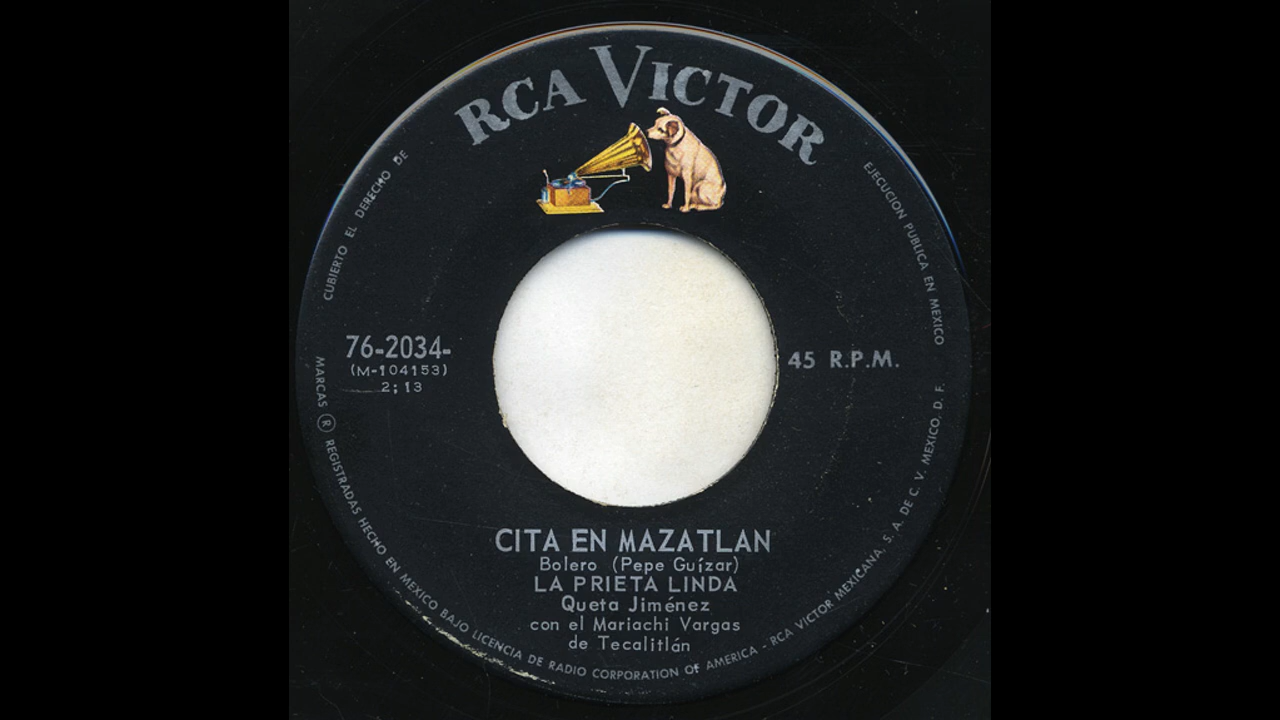 RCA VICTOR
CUBIERTO EL DERECHO DE
EJECUCION PUBLICA EN MEXICO
76-2034-
(M-104153)
2;13
45 R.P.M.
CITA EN MAZATLAN
Bolero (Pepe Guízar)
LA PRIETA LINDA
Queta Jiménez
con el Mariachi Vargas
de Tecalitlán
MARCAS ® REGISTRADAS HECHO EN MEXICO BAJO LICENCIA DE RADIO CORPORATION OF AMERICA - RCA VICTOR MEXICANA, S. A. DE C. V. MEXICO, D. F.